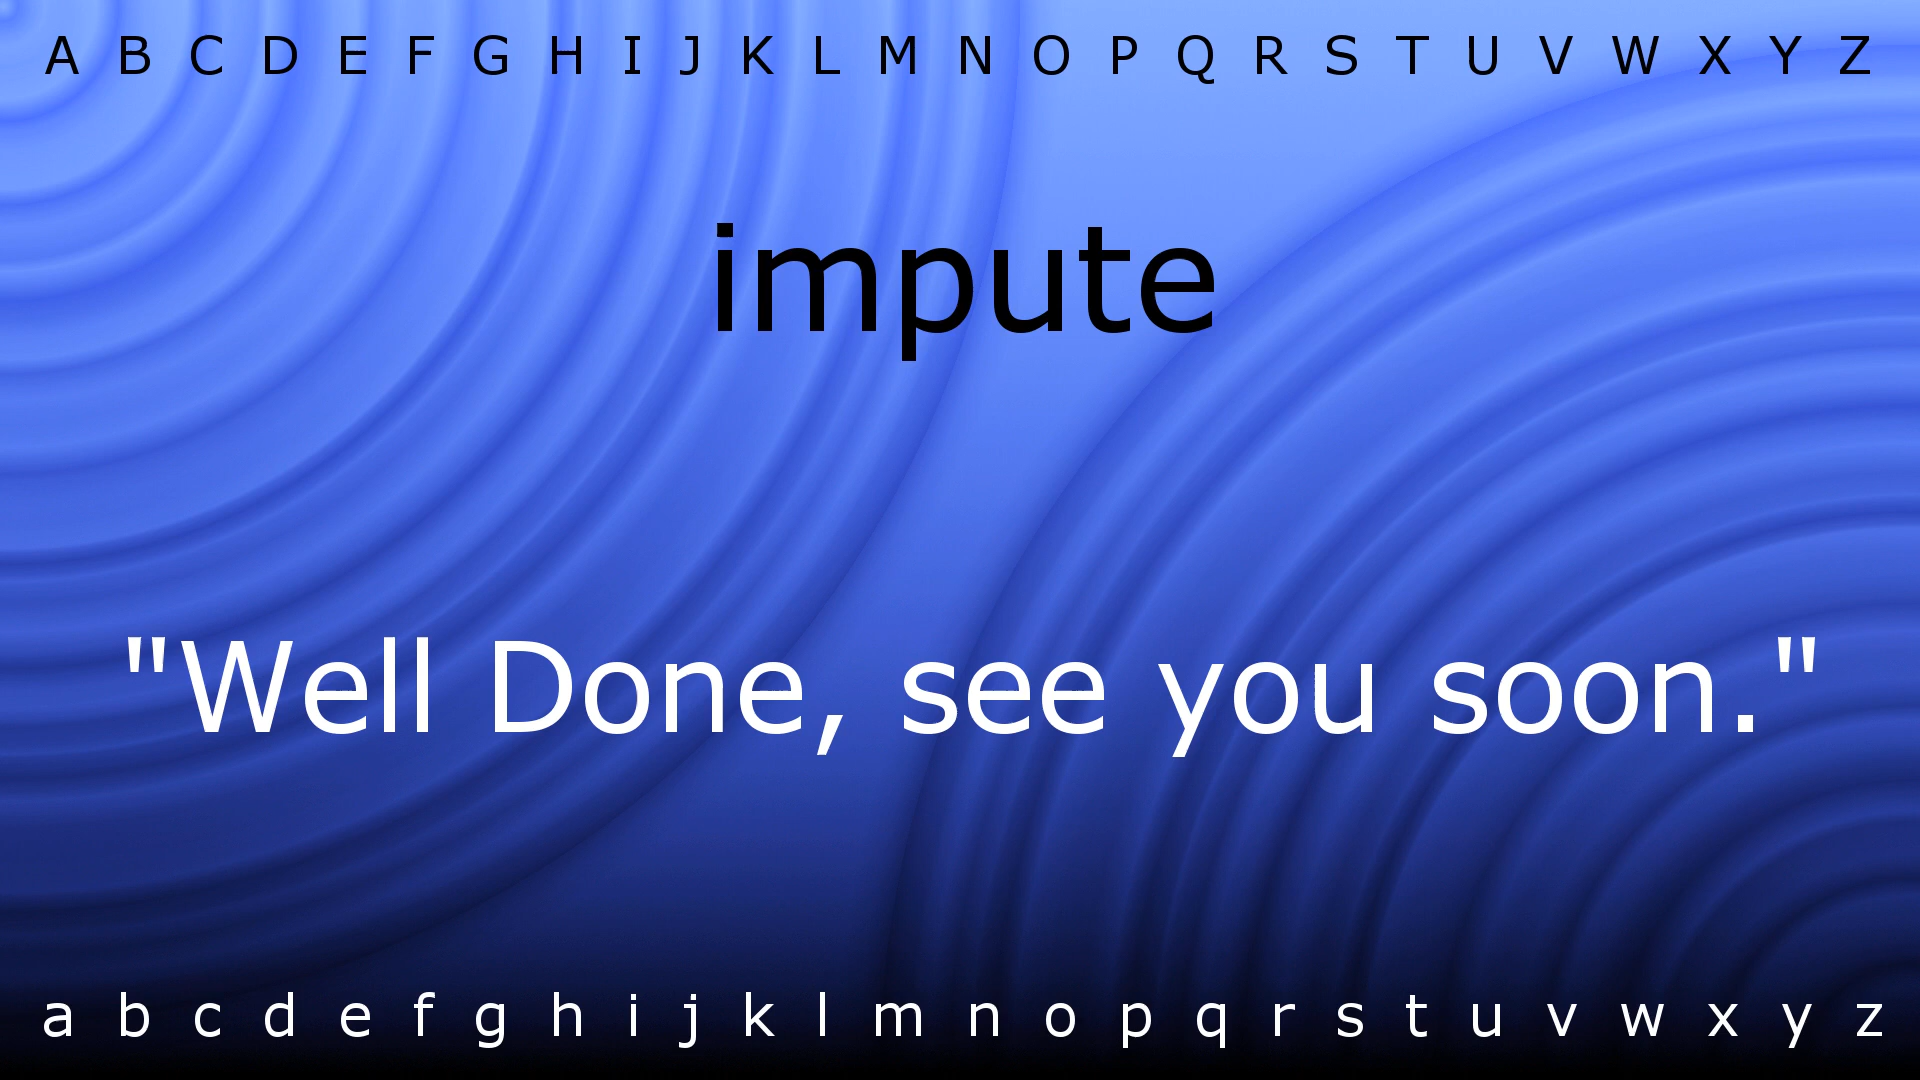 A B C D E F G H I J K L M N O P Q R S T U V W X Y Z
impute
"Well Done, see you soon."
a b c d e f g h i j k l m n o p q r s t u v w x y z